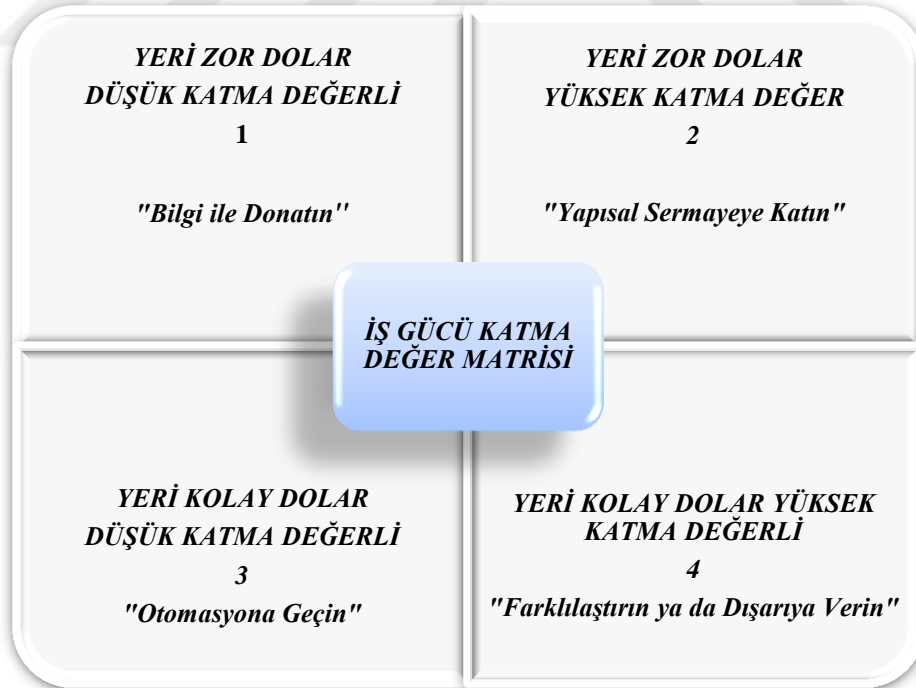 YERİ ZOR DOLAR
DÜŞÜK KATMA DEĞERLİ
1
"Bilgi ile Donatın"
YERİ ZOR DOLAR
YÜKSEK KATMA DEĞER
2
"Yapısal Sermayeye Katın"
İŞ GÜCÜ KATMA
DEĞER MATRİSİ
YERİ KOLAY DOLAR
DÜŞÜK KATMA DEĞERLİ
3
"Otomasyona Geçin"
YERİ KOLAY DOLAR YÜKSEK
KATMA DEĞERLİ
4
"Farklılaştırın ya da Dışarıya Verin"